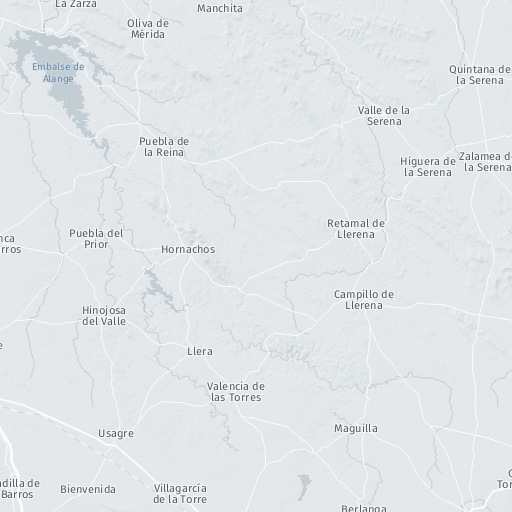 La Zarza
Manchita
Oliva de
Mérida
Embalse de
Alange
Quintana de
la Serena
Valle de la
Serena
Puebla de
la Reina
Higuera de
la Serena
Zalamea de
la Serena
Retamal de
Llerena
Puebla del
Prior
Hornachos
Campillo de
Llerena
Hinojosa
del Valle
Llera
Valencia de
las Torres
Maguilla
Usagre
Bienvenida
Villagarcía
de la Torre
Berlanga